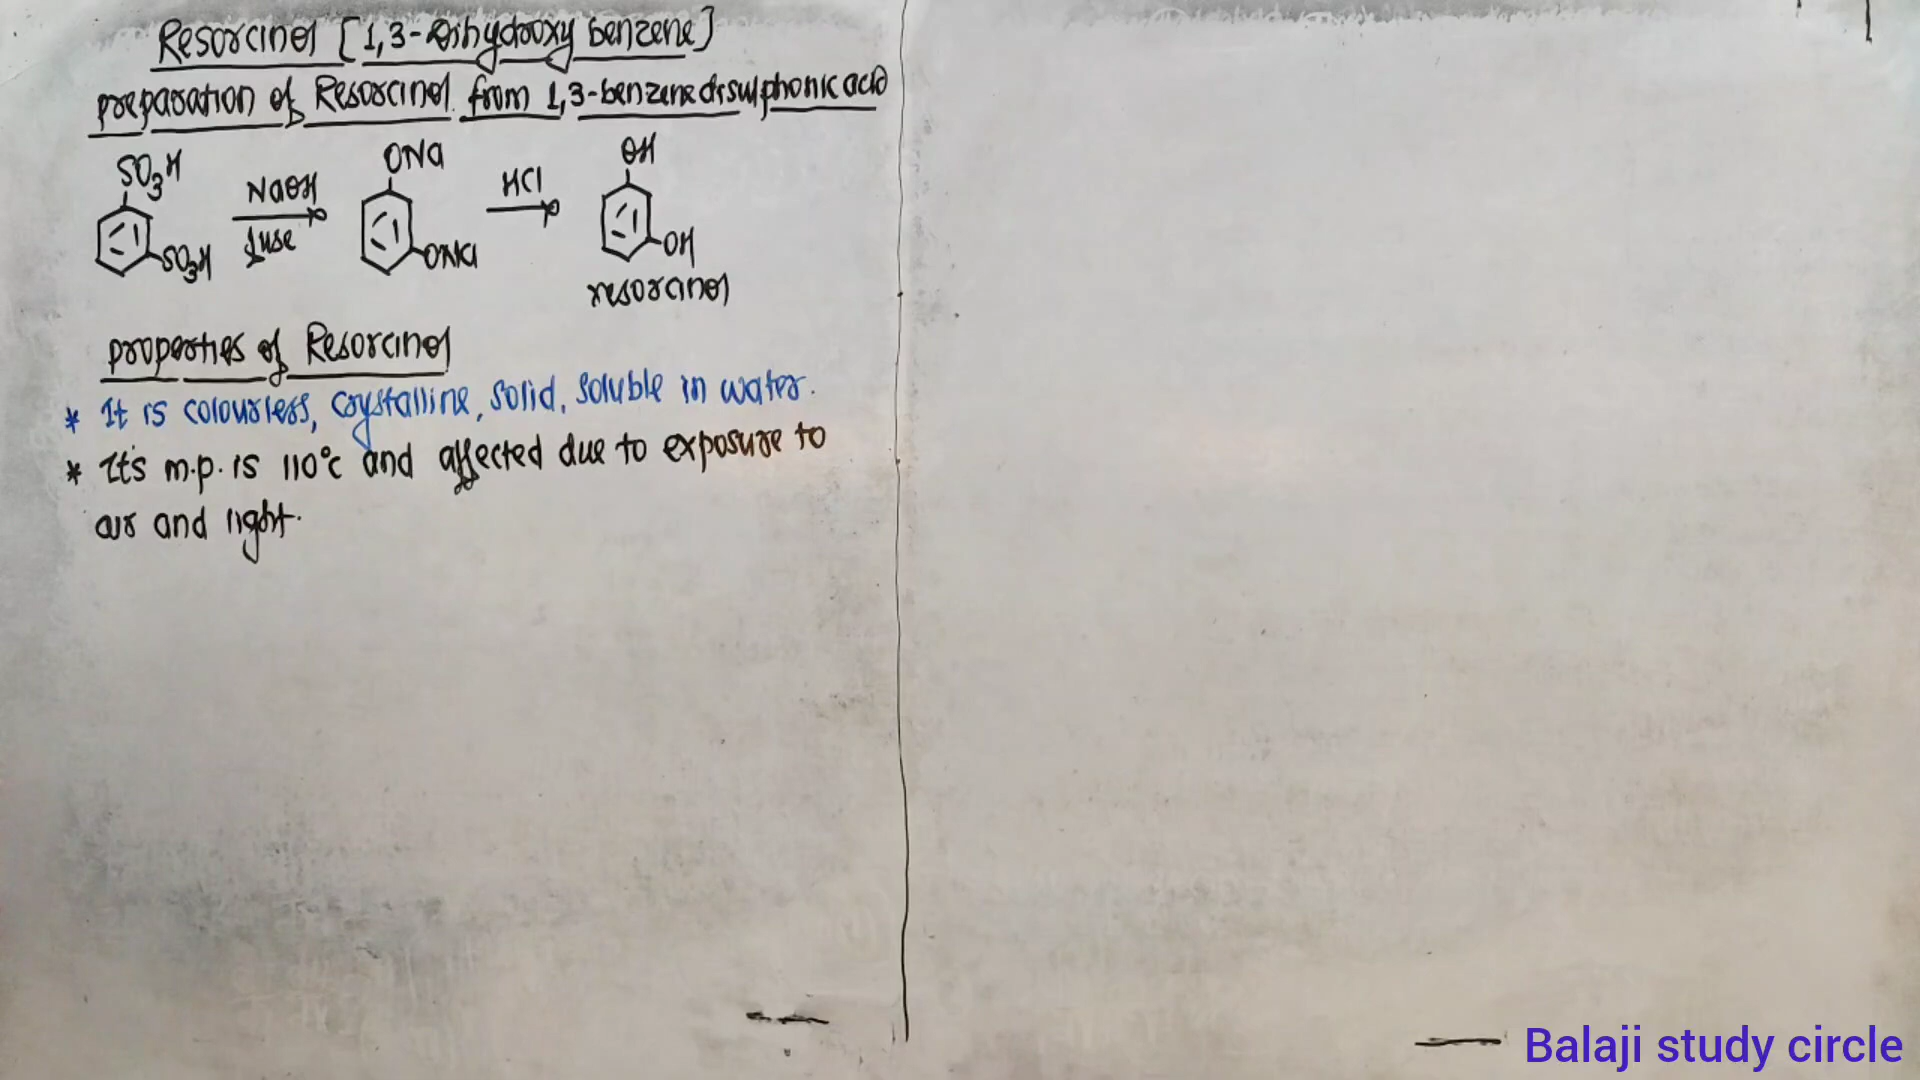 Resorcinol [1,3-Dihydroxy benzene]
preparation of Resorcinol from 1,3-benzene disulphonic acid
SO3H
SO3H
NaOH
fuse
ONa
ONa
HCl
OH
OH
resorcinol
properties of Resorcinol
* It is colourless, crystalline, solid, soluble in water.
* It's m.p. is 110°c and affected due to exposure to
air and light.
Balaji study circle